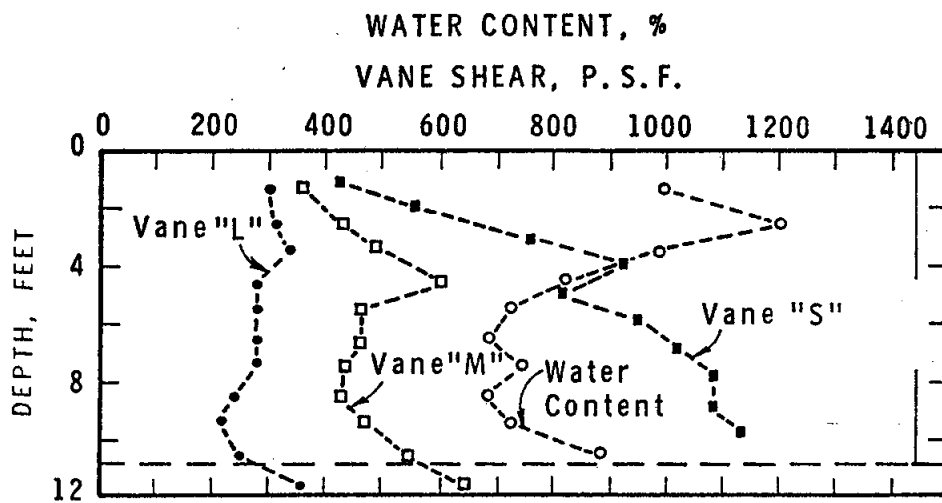 WATER CONTENT, %
VANE SHEAR, P.S.F.
0 200 400 600 800 1000 1200 1400
0
4
8
12
DEPTH, FEET
Vane "L"
Vane "M"
Water
Content
Vane "S"